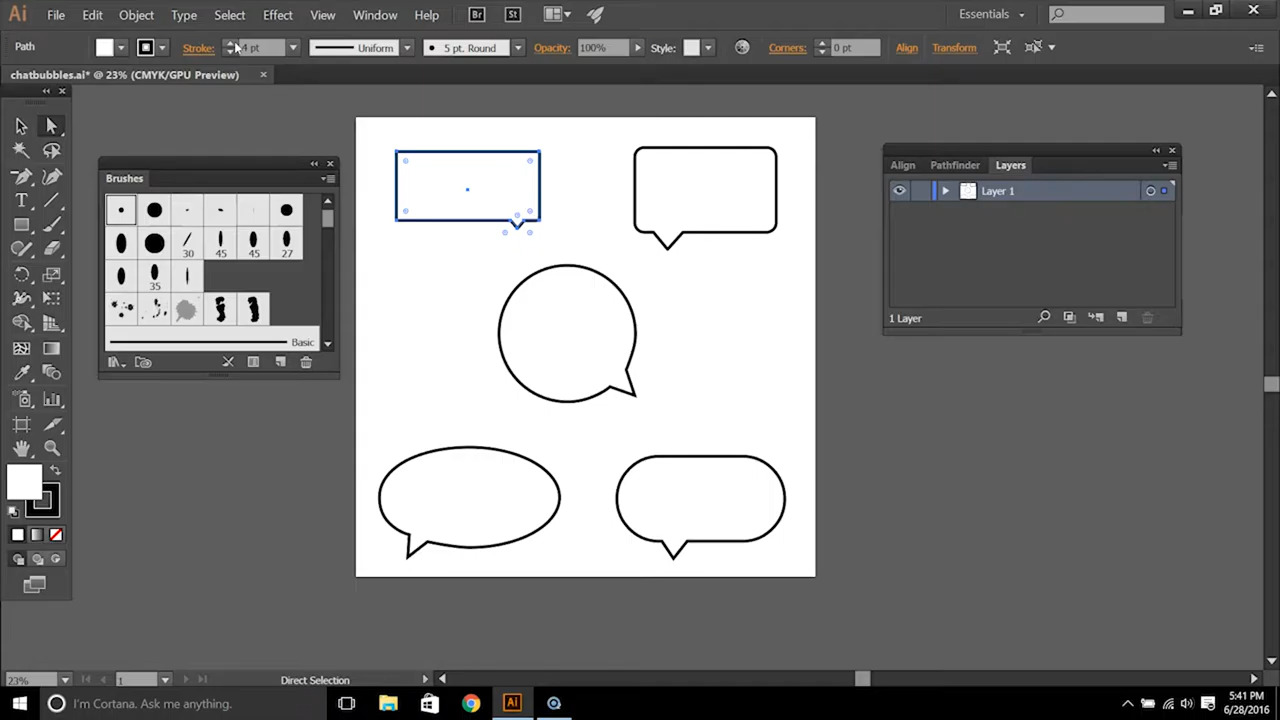 Ai File Edit Object Type Select Effect View Window Help Br St Essentials
Path Stroke: 4 pt Uniform 5 pt. Round Opacity: 100% Style: Corners: 0 pt Align Transform
chatbubbles.ai* @ 23% (CMYK/GPU Preview)
Brushes
30 45 45 27
35
Basic
Align Pathfinder Layers
Layer 1
1 Layer
23% 1 Direct Selection
I'm Cortana. Ask me anything. Ai 5:41 PM
6/28/2016